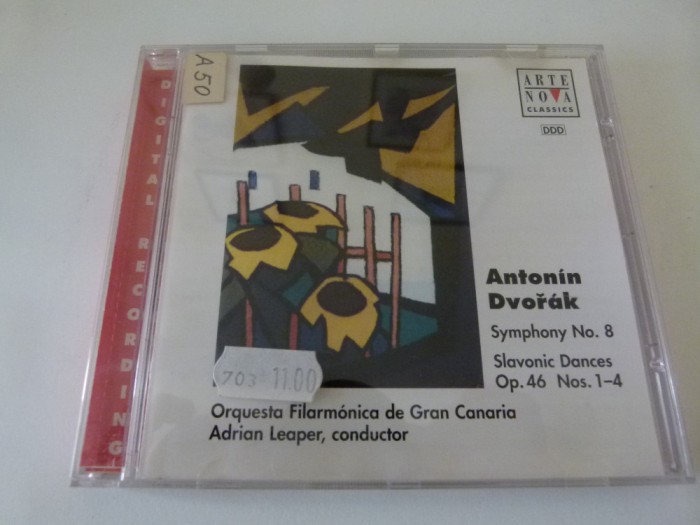 A 50
DIGITAL RECORDING
ARTE
NOVA
CLASSICS
DDD
Antonín
Dvořák
Symphony No. 8
Slavonic Dances
Op. 46 Nos. 1–4
703 11.00
Orquesta Filarmónica de Gran Canaria
Adrian Leaper, conductor